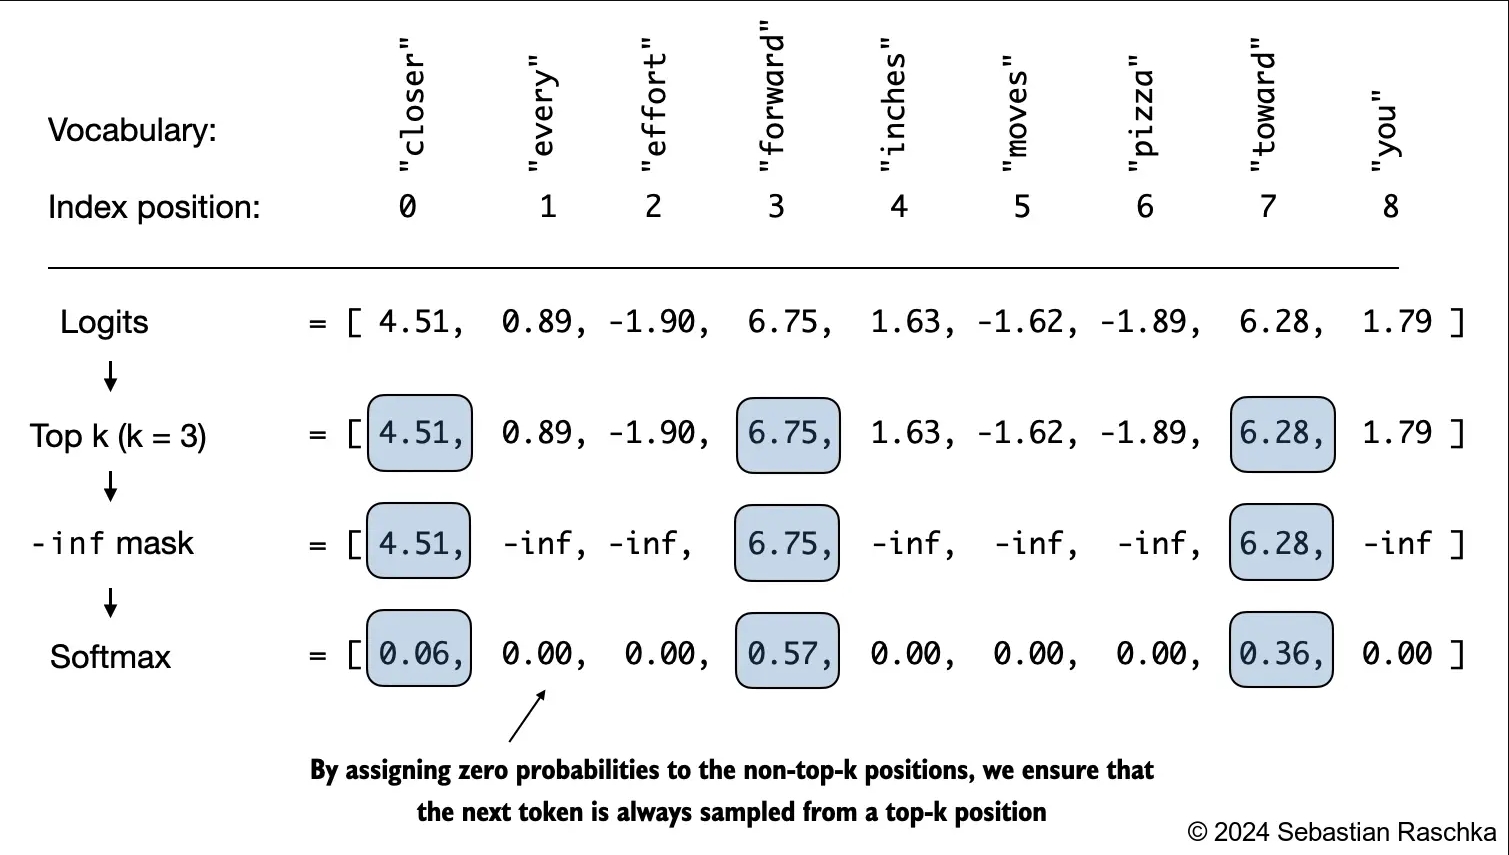 Vocabulary: "closer" "every" "effort" "forward" "inches" "moves" "pizza" "toward" "you"
Index position: 0 1 2 3 4 5 6 7 8
Logits = [ 4.51, 0.89, -1.90, 6.75, 1.63, -1.62, -1.89, 6.28, 1.79 ]
Top k (k = 3) = [ 4.51, 0.89, -1.90, 6.75, 1.63, -1.62, -1.89, 6.28, 1.79 ]
-inf mask = [ 4.51, -inf, -inf, 6.75, -inf, -inf, -inf, 6.28, -inf ]
Softmax = [ 0.06, 0.00, 0.00, 0.57, 0.00, 0.00, 0.00, 0.36, 0.00 ]
By assigning zero probabilities to the non-top-k positions, we ensure that
the next token is always sampled from a top-k position
© 2024 Sebastian Raschka